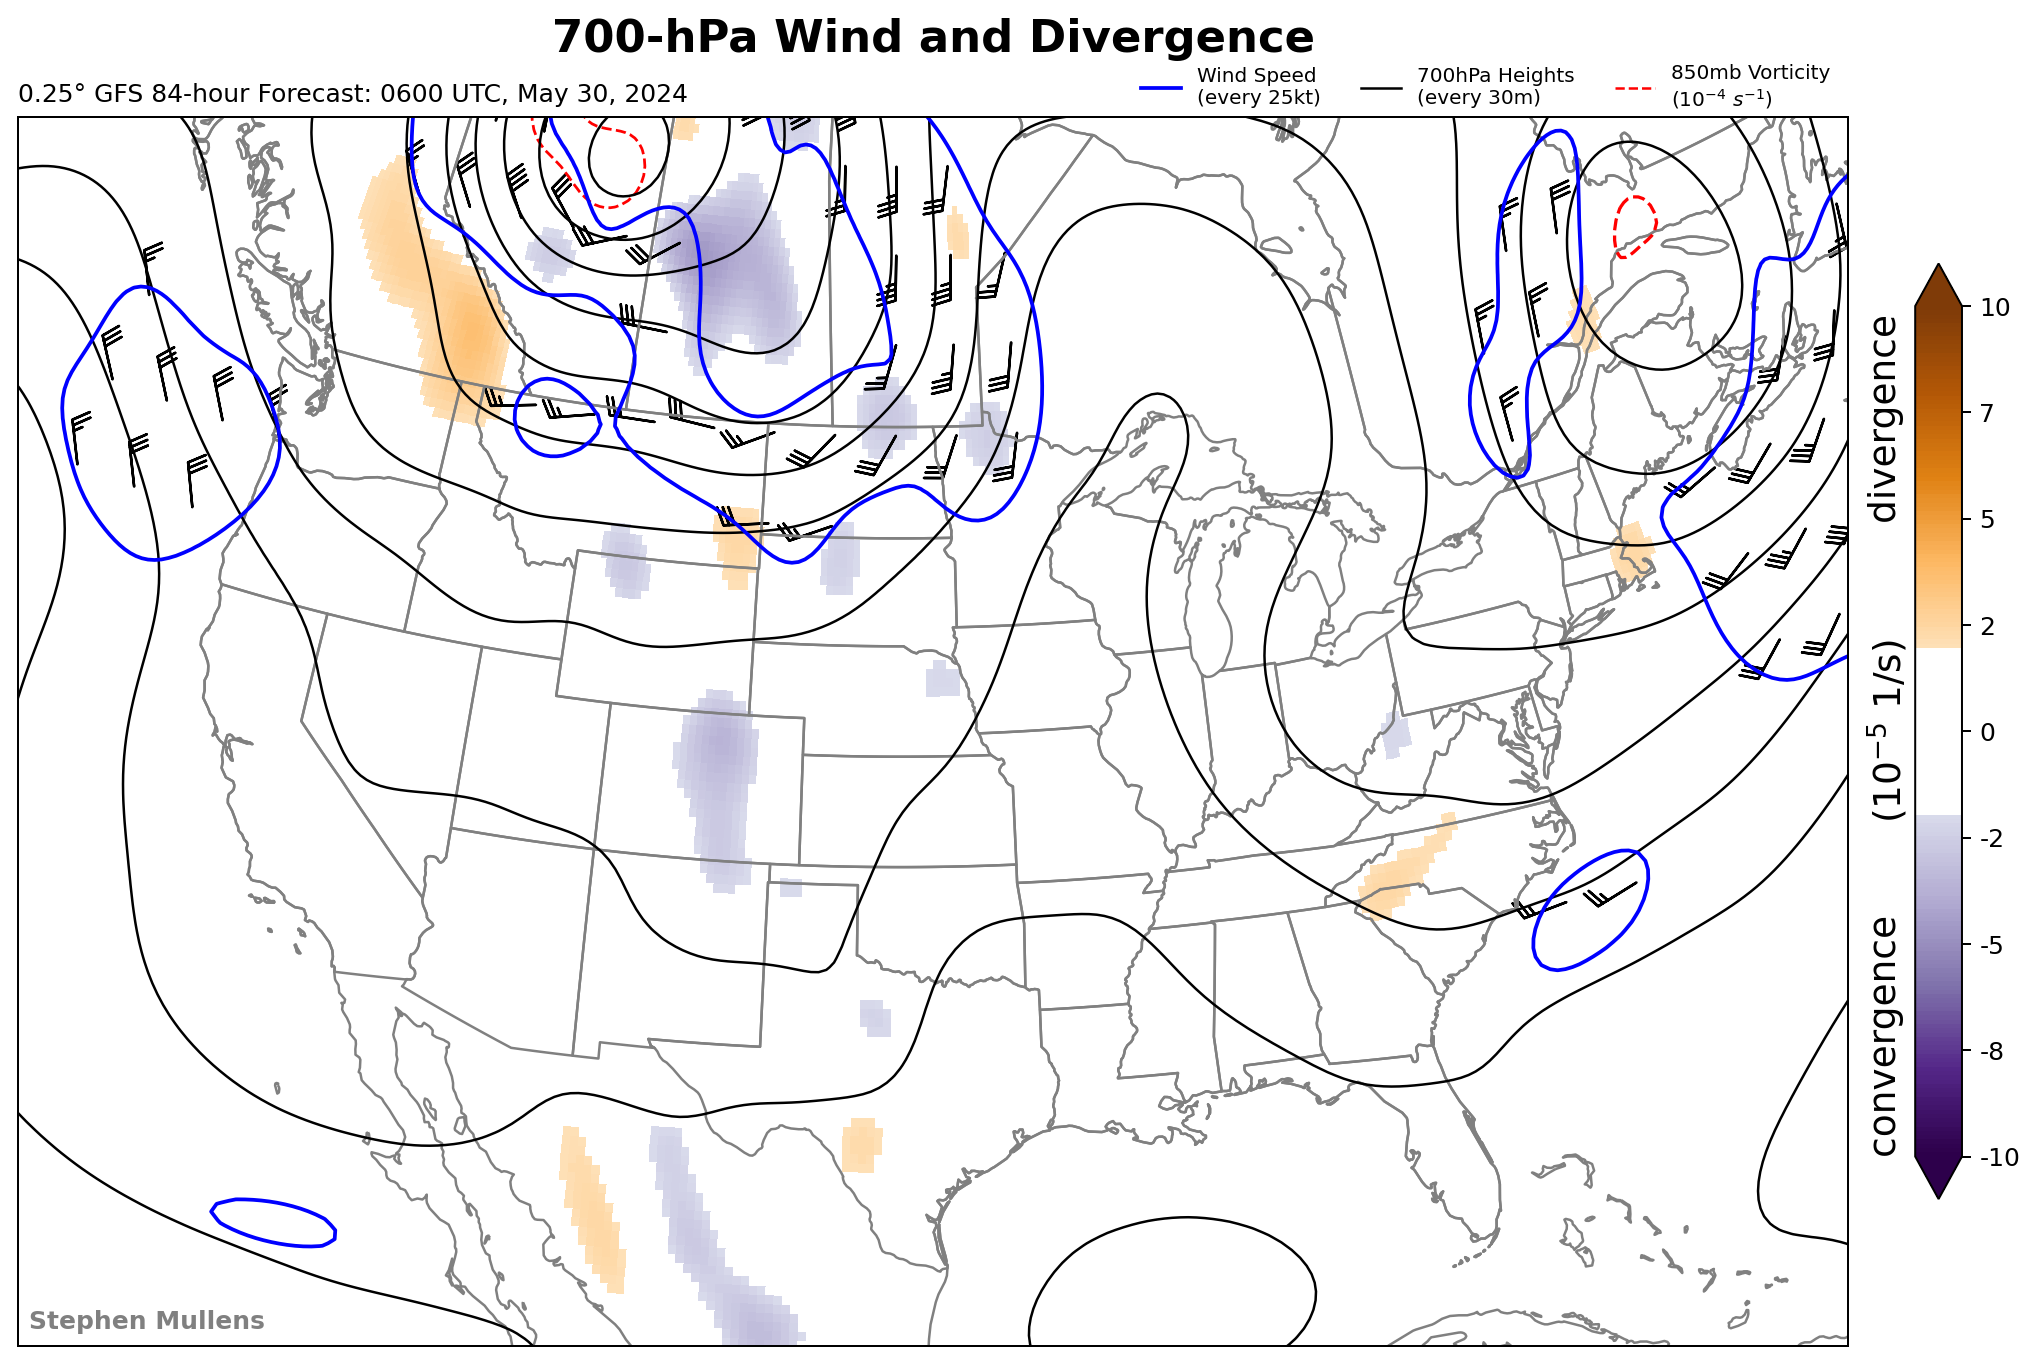 700-hPa Wind and Divergence
0.25° GFS 84-hour Forecast: 0600 UTC, May 30, 2024
Wind Speed
(every 25kt)
700hPa Heights
(every 30m)
850mb Vorticity
(10⁻⁴ s⁻¹)
10
7
5
2
0
-2
-5
-8
-10
convergence (10⁻⁵ 1/s) divergence
Stephen Mullens